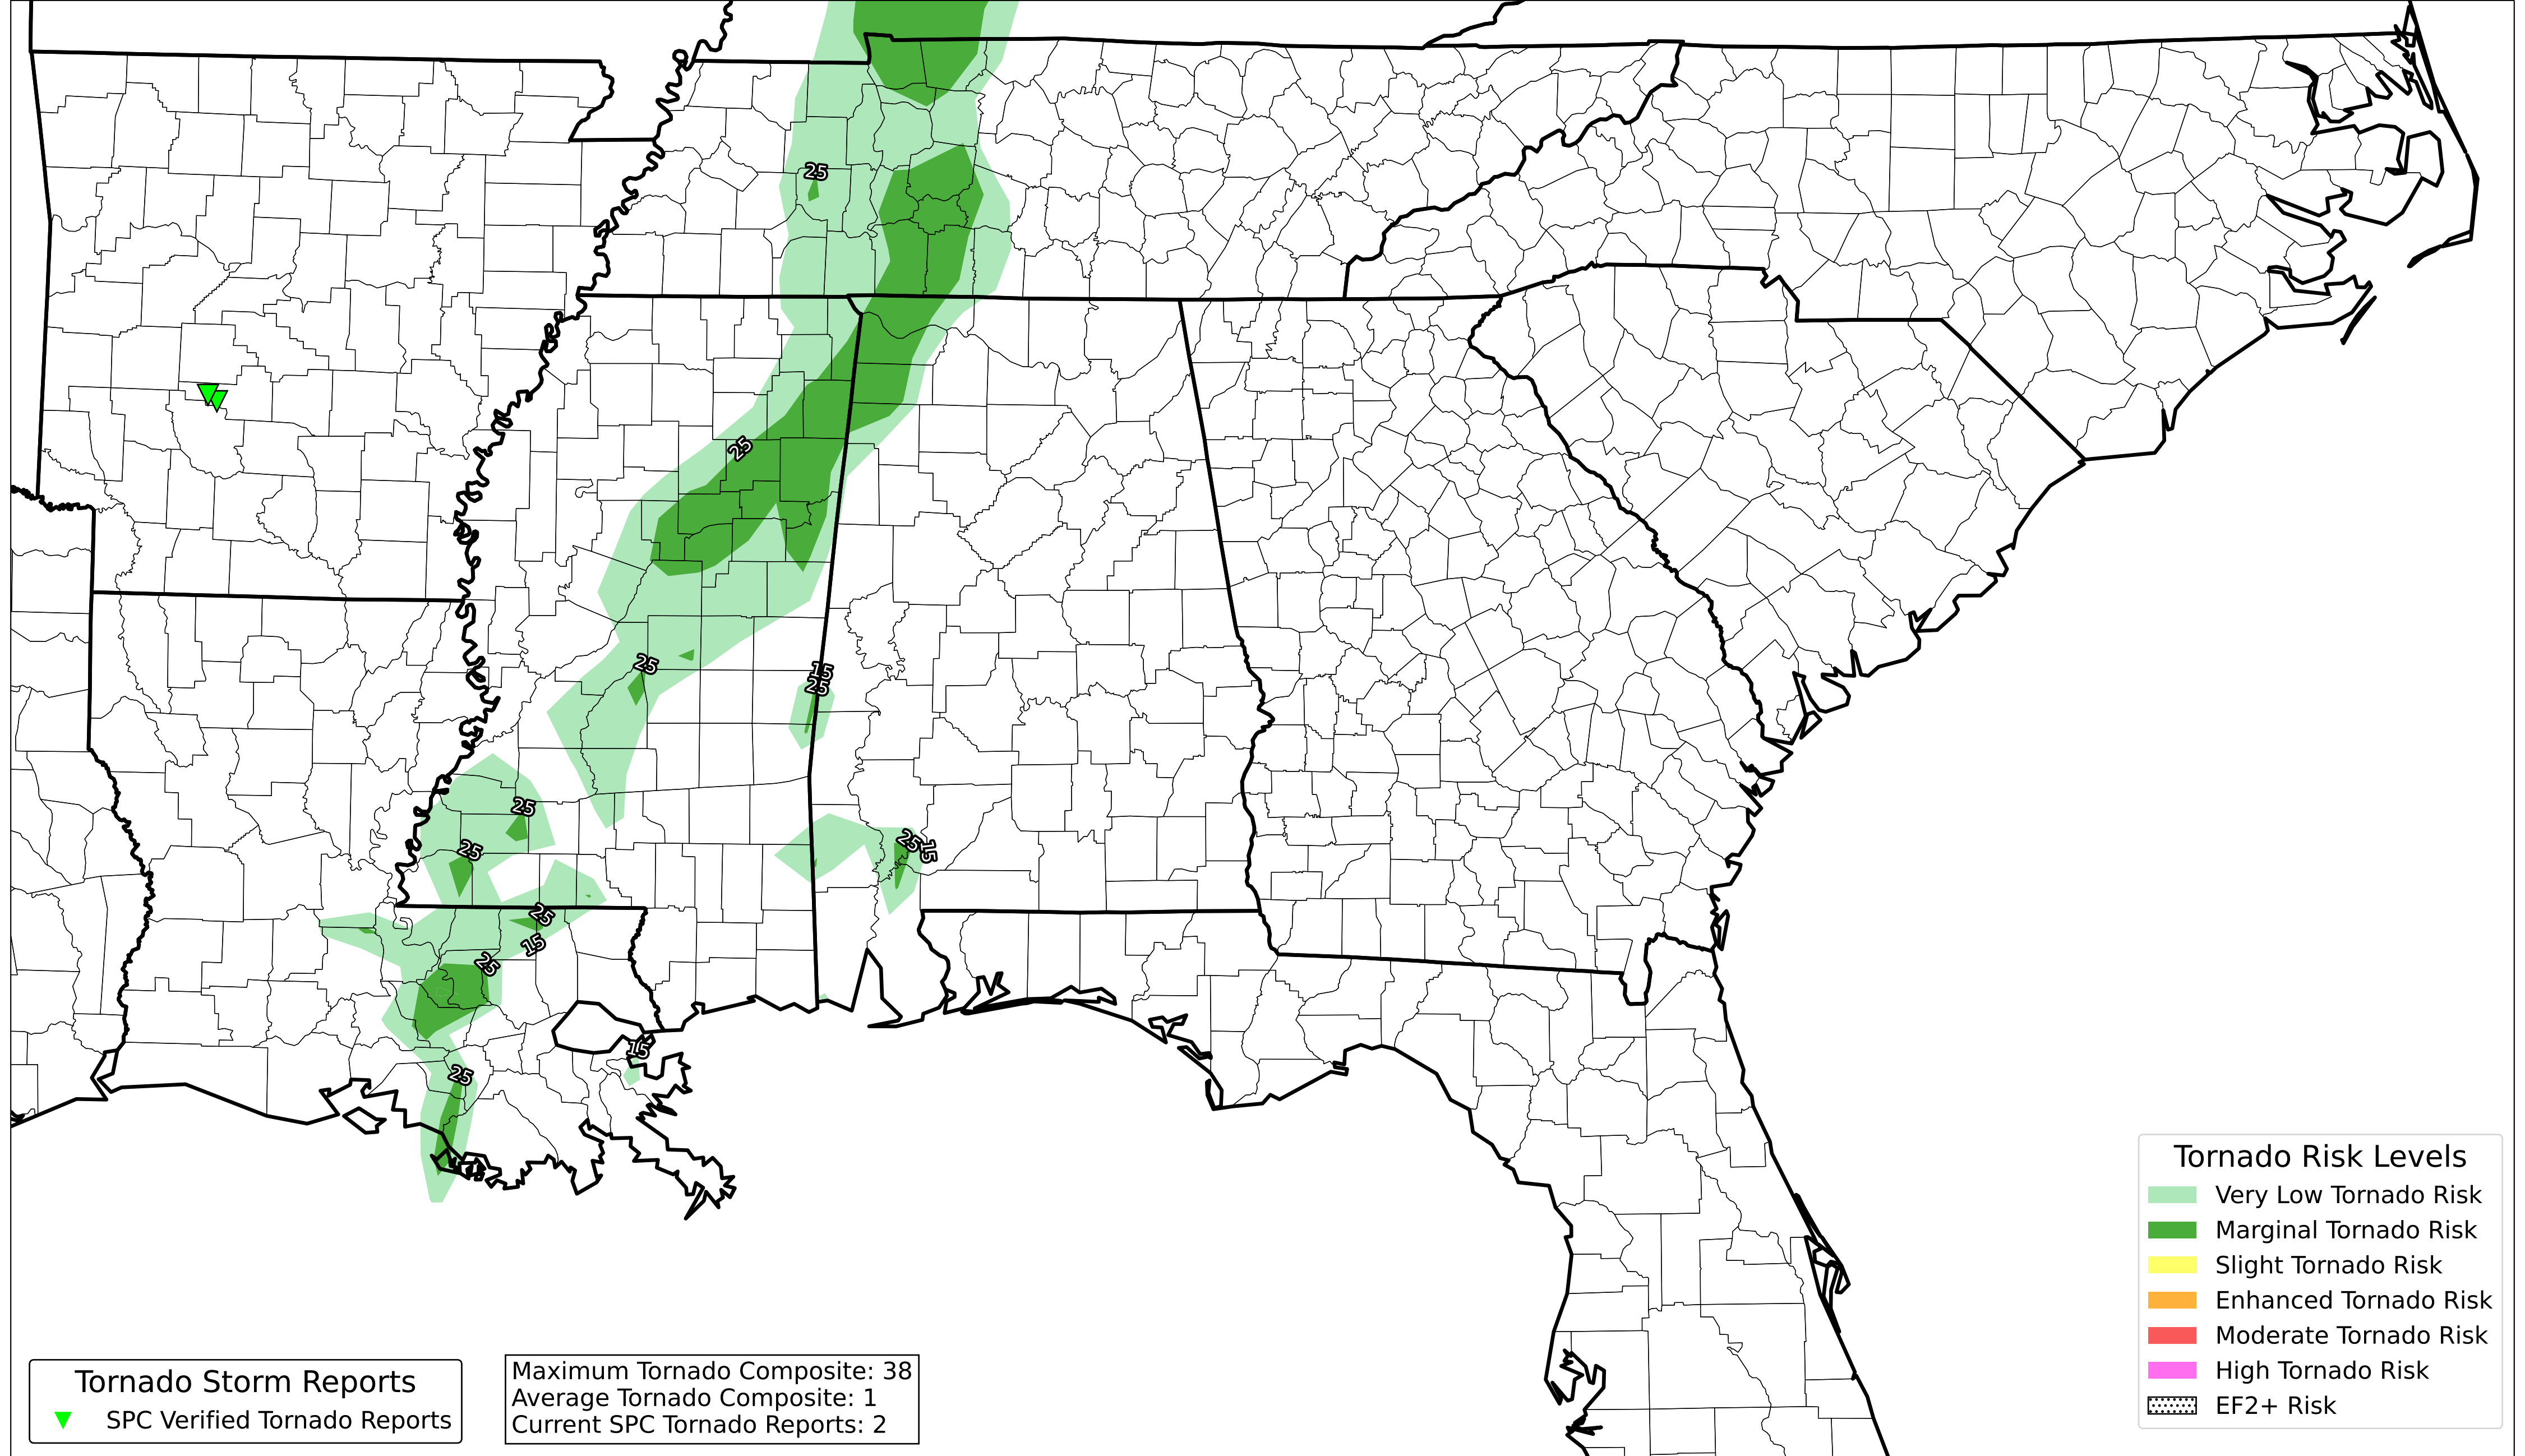 25
25
25
15
25
25
25
25
15
25
15
25
15
25
Tornado Storm Reports
SPC Verified Tornado Reports
Maximum Tornado Composite: 38
Average Tornado Composite: 1
Current SPC Tornado Reports: 2
Tornado Risk Levels
Very Low Tornado Risk
Marginal Tornado Risk
Slight Tornado Risk
Enhanced Tornado Risk
Moderate Tornado Risk
High Tornado Risk
EF2+ Risk